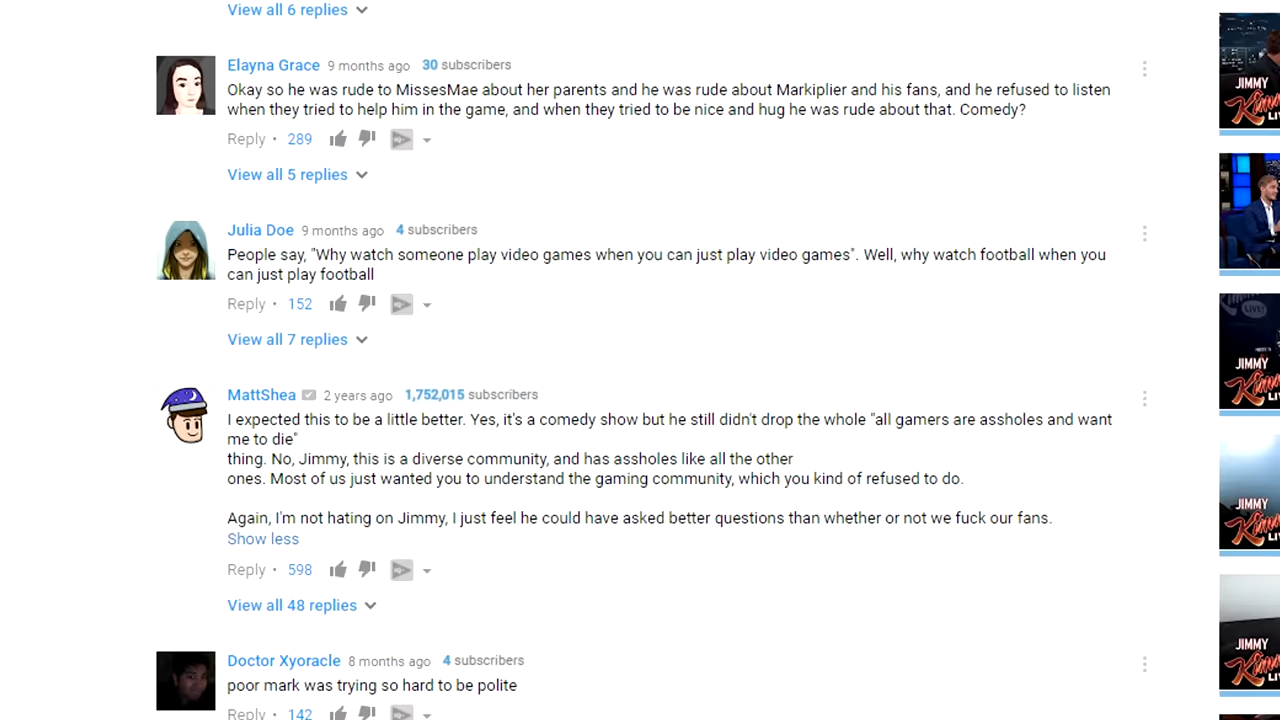 View all 6 replies
Elayna Grace 9 months ago 30 subscribers
Okay so he was rude to MissesMae about her parents and he was rude about Markiplier and his fans, and he refused to listen
when they tried to help him in the game, and when they tried to be nice and hug he was rude about that. Comedy?
Reply • 289
View all 5 replies
Julia Doe 9 months ago 4 subscribers
People say, "Why watch someone play video games when you can just play video games". Well, why watch football when you
can just play football
Reply • 152
View all 7 replies
MattShea 2 years ago 1,752,015 subscribers
I expected this to be a little better. Yes, it's a comedy show but he still didn't drop the whole "all gamers are assholes and want
me to die"
thing. No, Jimmy, this is a diverse community, and has assholes like all the other
ones. Most of us just wanted you to understand the gaming community, which you kind of refused to do.
Again, I'm not hating on Jimmy, I just feel he could have asked better questions than whether or not we fuck our fans.
Show less
Reply • 598
View all 48 replies
Doctor Xyoracle 8 months ago 4 subscribers
poor mark was trying so hard to be polite
Reply • 142
JIMMY
LIVE!
JIMMY
JIMMY
JIMMY